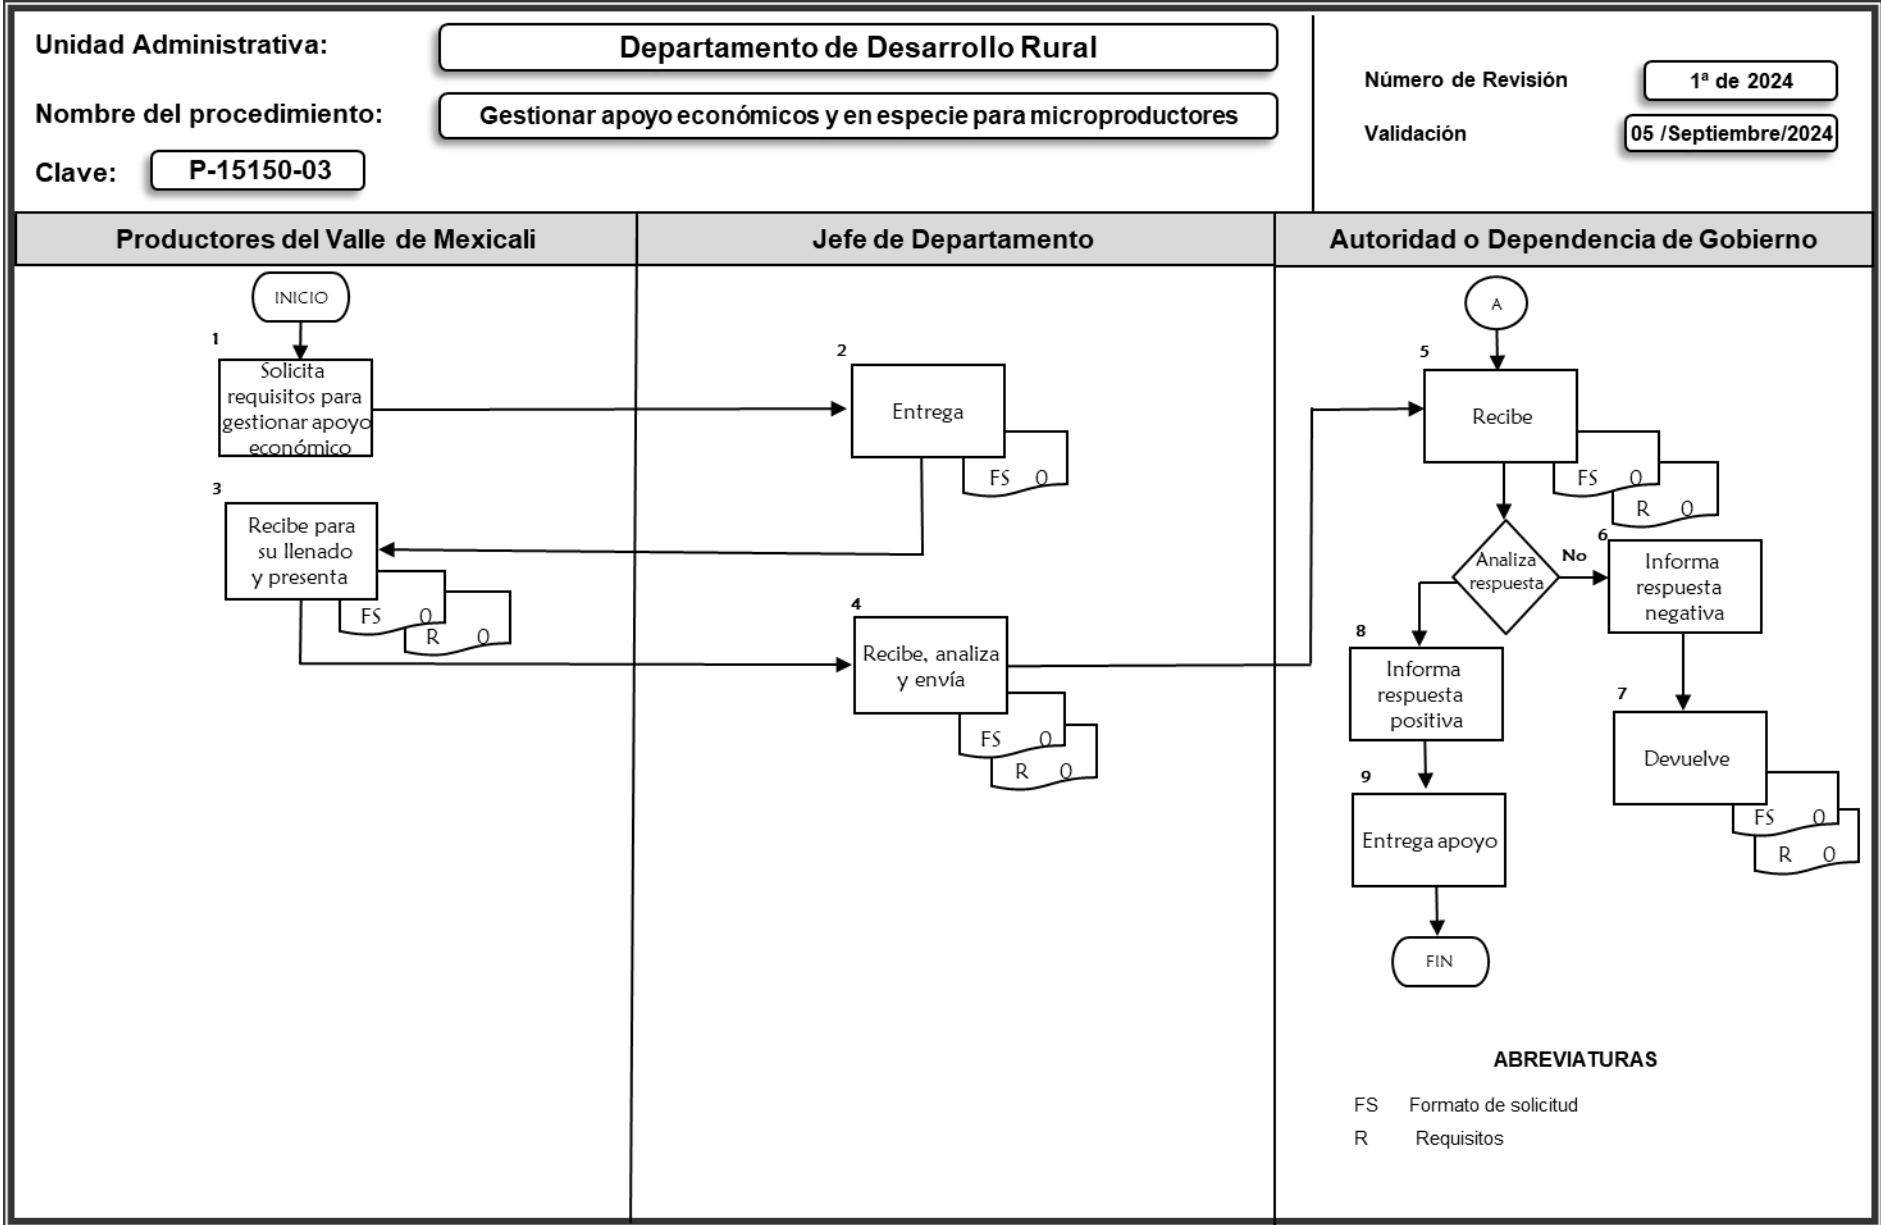 Unidad Administrativa:
Departamento de Desarrollo Rural
Nombre del procedimiento:
Gestionar apoyo económicos y en especie para microproductores
Clave:
P-15150-03
Número de Revisión
1ª de 2024
Validación
05 /Septiembre/2024
Productores del Valle de Mexicali
Jefe de Departamento
Autoridad o Dependencia de Gobierno
INICIO
1
Solicita
requisitos para
gestionar apoyo
económico
2
Entrega
FS 0
3
Recibe para
su llenado
y presenta
FS 0
R 0
4
Recibe, analiza
y envía
FS 0
R 0
A
5
Recibe
FS 0
R 0
Analiza
respuesta
No
6
Informa
respuesta
negativa
7
Devuelve
FS 0
R 0
8
Informa
respuesta
positiva
9
Entrega apoyo
FIN
ABREVIATURAS
FS Formato de solicitud
R Requisitos